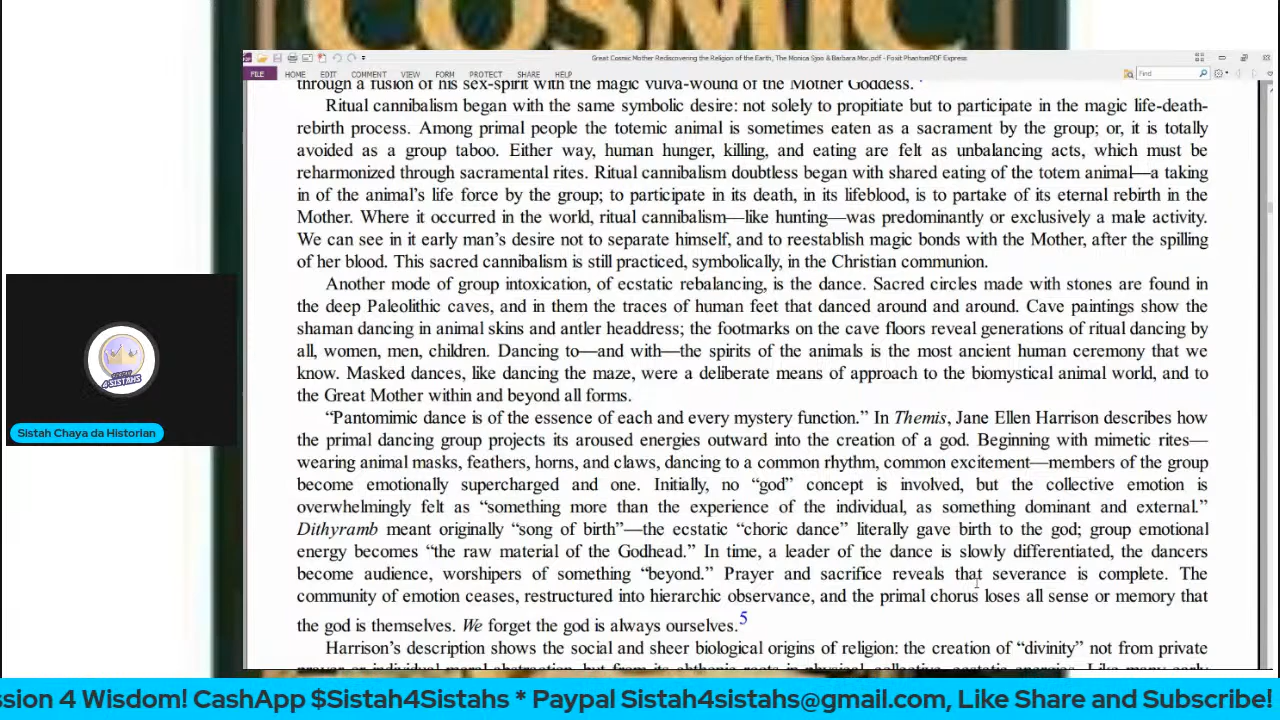 COSMIC
Great Cosmic Mother Rediscovering the Religion of the Earth, The Monica Sjoo & Barbara Mor.pdf - Foxit PhantomPDF Express
FILE HOME EDIT COMMENT VIEW FORM PROTECT SHARE HELP Find
through a fusion of his sex-spirit with the magic vulva-wound of the Mother Goddess.
Ritual cannibalism began with the same symbolic desire: not solely to propitiate but to participate in the magic life-death-
rebirth process. Among primal people the totemic animal is sometimes eaten as a sacrament by the group; or, it is totally
avoided as a group taboo. Either way, human hunger, killing, and eating are felt as unbalancing acts, which must be
reharmonized through sacramental rites. Ritual cannibalism doubtless began with shared eating of the totem animal—a taking
in of the animal's life force by the group; to participate in its death, in its lifeblood, is to partake of its eternal rebirth in the
Mother. Where it occurred in the world, ritual cannibalism—like hunting—was predominantly or exclusively a male activity.
We can see in it early man's desire not to separate himself, and to reestablish magic bonds with the Mother, after the spilling
of her blood. This sacred cannibalism is still practiced, symbolically, in the Christian communion.
Another mode of group intoxication, of ecstatic rebalancing, is the dance. Sacred circles made with stones are found in
the deep Paleolithic caves, and in them the traces of human feet that danced around and around. Cave paintings show the
shaman dancing in animal skins and antler headdress; the footmarks on the cave floors reveal generations of ritual dancing by
all, women, men, children. Dancing to—and with—the spirits of the animals is the most ancient human ceremony that we
know. Masked dances, like dancing the maze, were a deliberate means of approach to the biomystical animal world, and to
the Great Mother within and beyond all forms.
“Pantomimic dance is of the essence of each and every mystery function.” In Themis, Jane Ellen Harrison describes how
the primal dancing group projects its aroused energies outward into the creation of a god. Beginning with mimetic rites—
wearing animal masks, feathers, horns, and claws, dancing to a common rhythm, common excitement—members of the group
become emotionally supercharged and one. Initially, no “god” concept is involved, but the collective emotion is
overwhelmingly felt as “something more than the experience of the individual, as something dominant and external.”
Dithyramb meant originally “song of birth”—the ecstatic “choric dance” literally gave birth to the god; group emotional
energy becomes “the raw material of the Godhead.” In time, a leader of the dance is slowly differentiated, the dancers
become audience, worshipers of something “beyond.” Prayer and sacrifice reveals that severance is complete. The
community of emotion ceases, restructured into hierarchic observance, and the primal chorus loses all sense or memory that
the god is themselves. We forget the god is always ourselves.5
Harrison's description shows the social and sheer biological origins of religion: the creation of “divinity” not from private
prayer or individual moral abstraction, but from its chthonic roots in physical, collective, ecstatic energies. Like many early
4-SISTAHS
Sistah Chaya da Historian
ssion 4 Wisdom! CashApp $Sistah4Sistahs * Paypal Sistah4sistahs@gmail.com, Like Share and Subscribe!